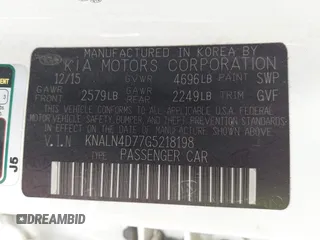 MANUFACTURED IN KOREA BY
KIA MOTORS CORPORATION
12/15 GVWR 4696LB PAINT SWP
GAWR FRONT 2579LB GAWR REAR 2249LB TRIM GVF
THIS VEHICLE CONFORMS TO ALL APPLICABLE
FEDERAL MOTOR VEHICLE
SAFETY, BUMPER, AND THEFT PREVENTION
STANDARDS IN EFFECT ON THE DATE OF
MANUFACTURE SHOWN ABOVE.
V.I.N KNALN4D77G5218198
PASSENGER CAR
J5
DREAMBID